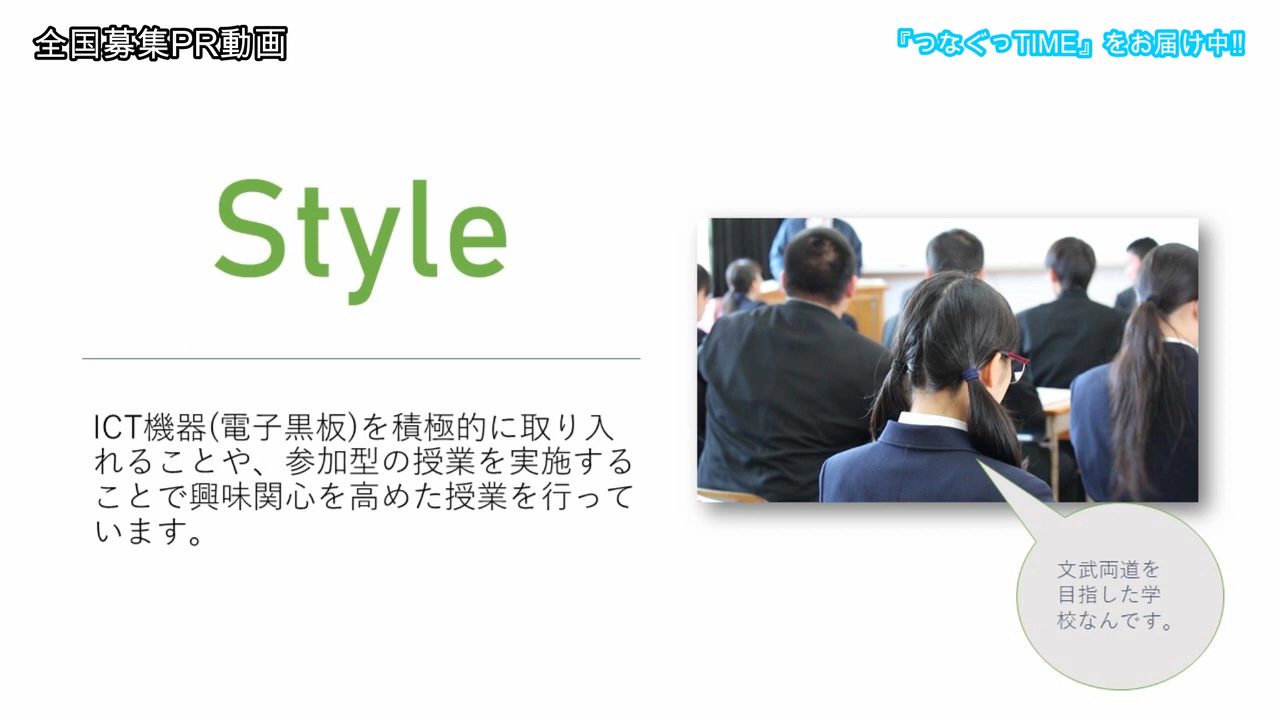 全国募集PR動画
『つなぐっTIME』をお届け中!!
Style
ICT機器(電子黒板)を積極的に取り入
れることや、参加型の授業を実施する
ことで興味関心を高めた授業を行って
います。
文武両道を
目指した学
校なんです。